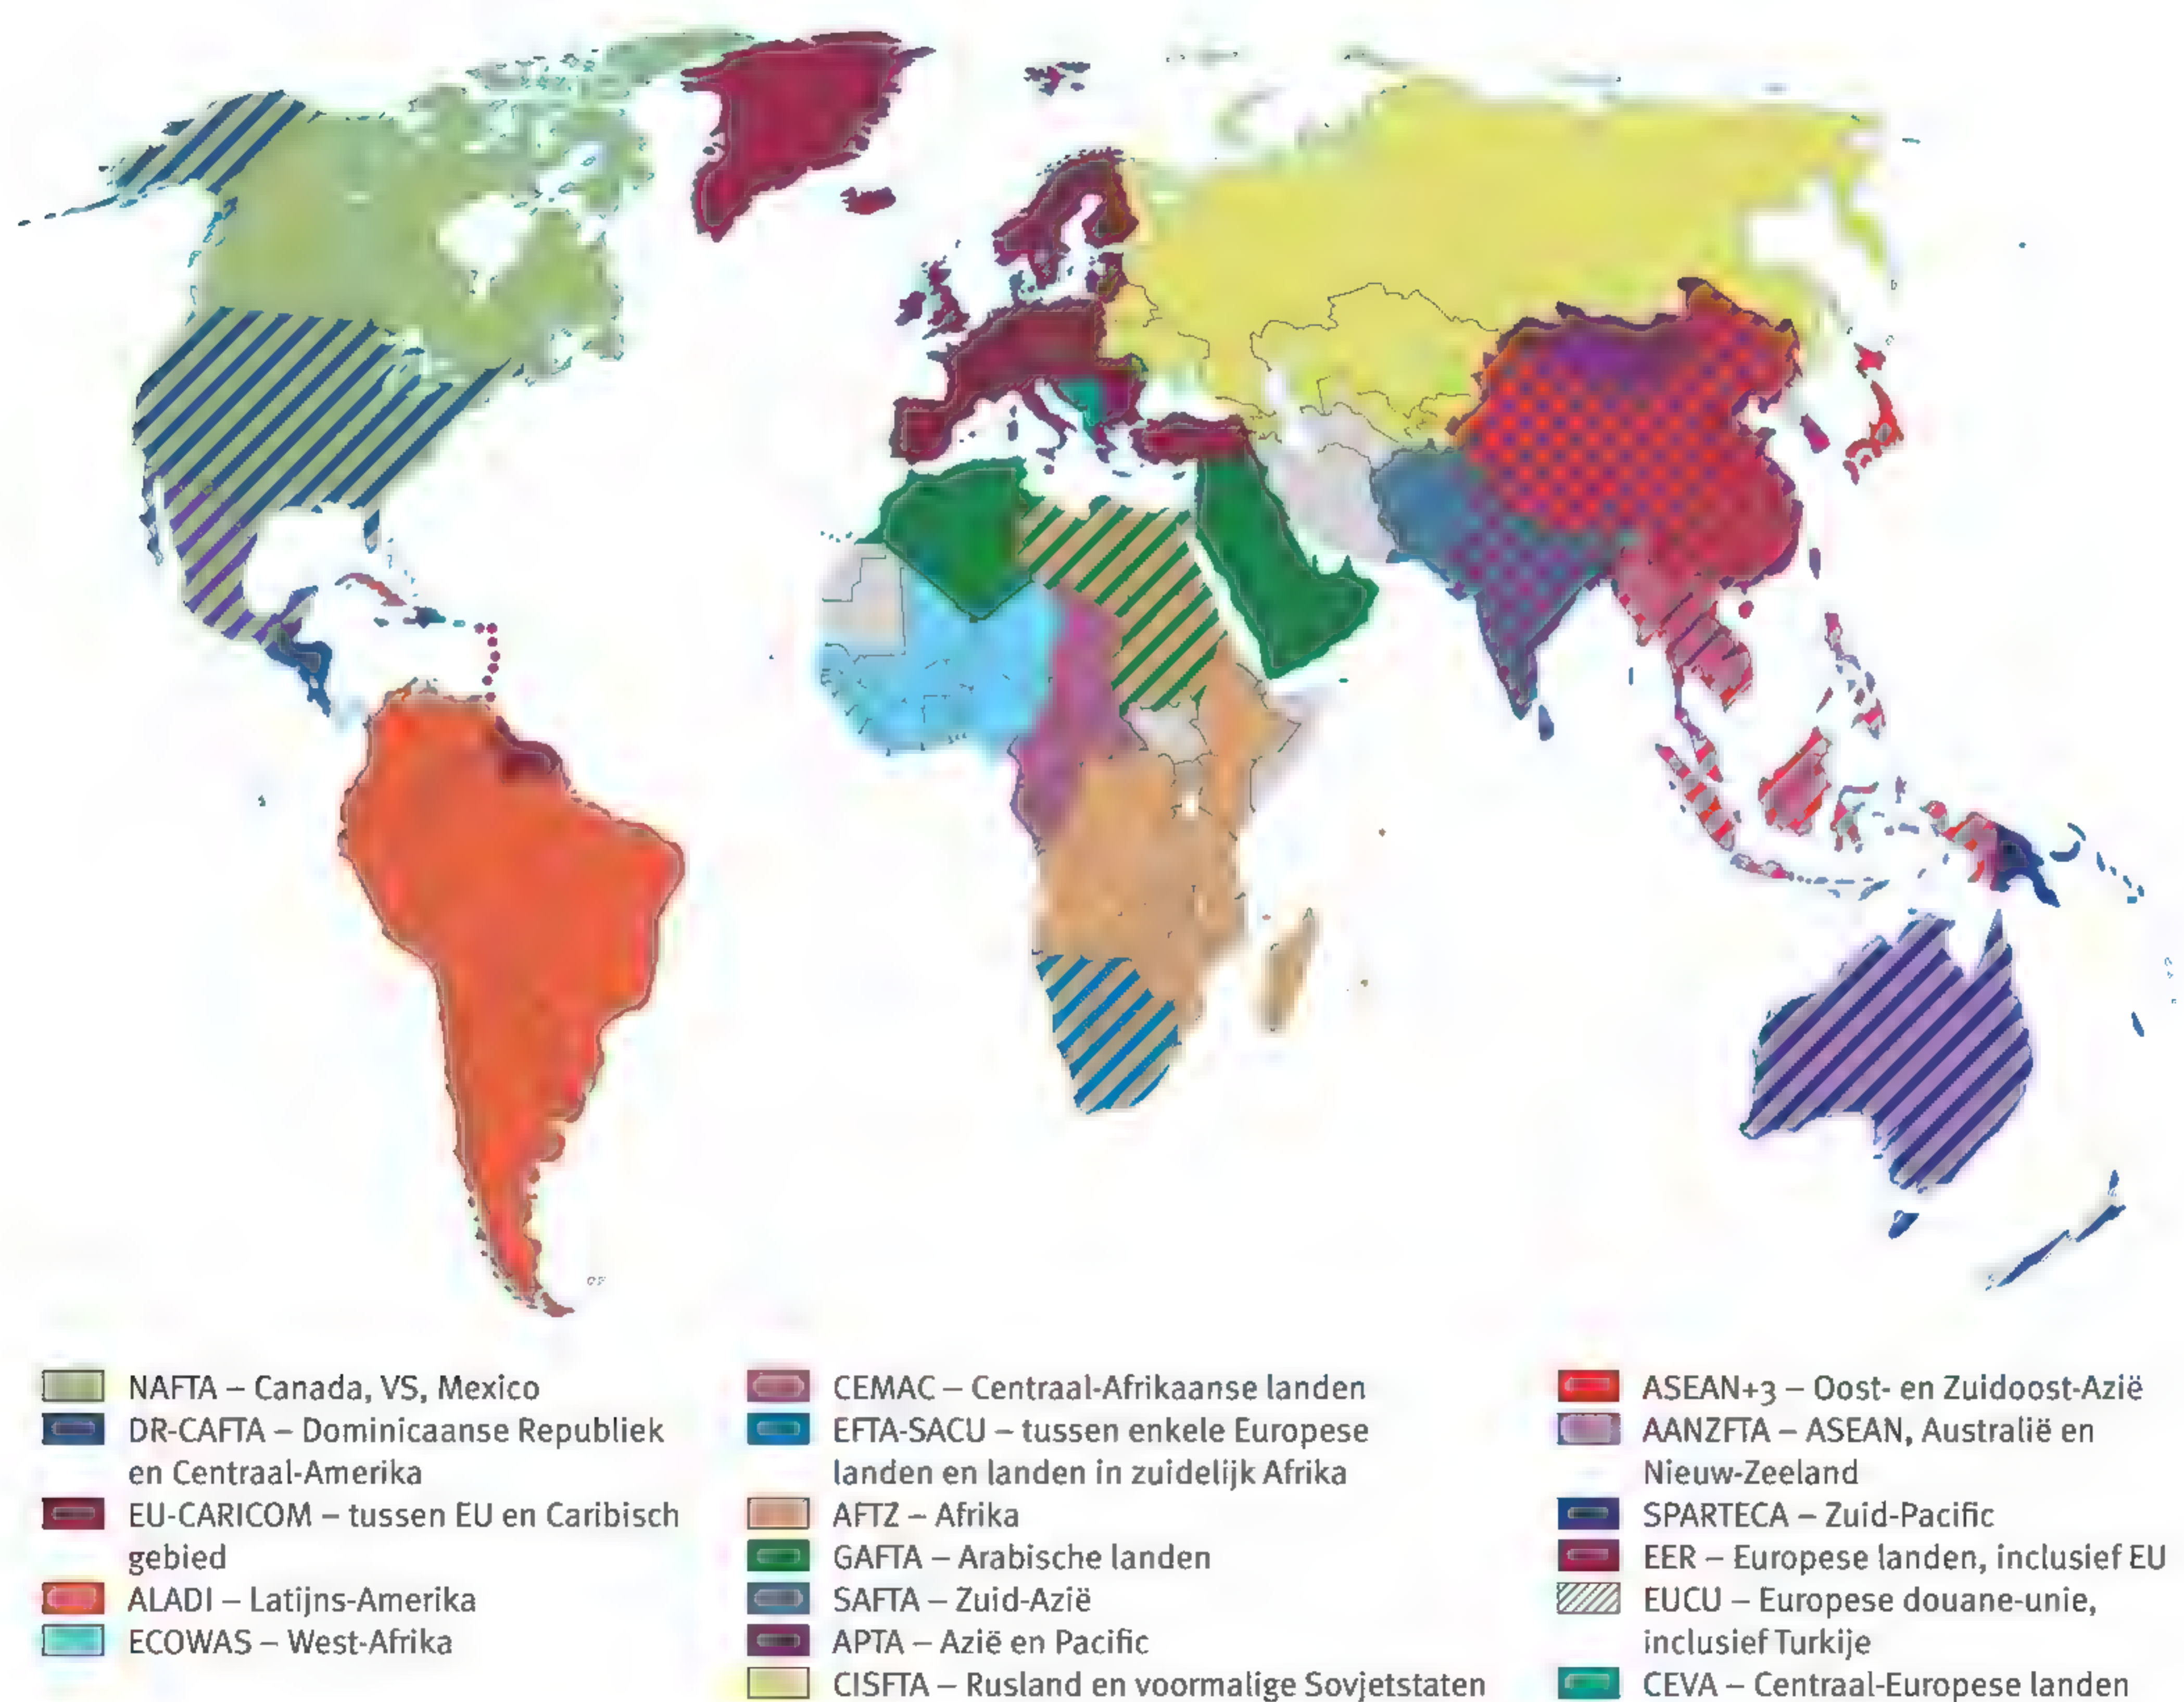 NAFTA – Canada, VS, Mexico
DR-CAFTA – Dominicaanse Republiek
en Centraal-Amerika
EU-CARICOM – tussen EU en Caribisch
gebied
ALADI – Latijns-Amerika
ECOWAS – West-Afrika
CEMAC – Centraal-Afrikaanse landen
EFTA-SACU – tussen enkele Europese
landen en landen in zuidelijk Afrika
AFTZ – Afrika
GAFTA – Arabische landen
SAFTA – Zuid-Azië
APTA – Azië en Pacific
CISFTA – Rusland en voormalige Sovjetstaten
ASEAN+3 – Oost- en Zuidoost-Azië
AANZFTA – ASEAN, Australië en
Nieuw-Zeeland
SPARTECA – Zuid-Pacific
EER – Europese landen, inclusief EU
EUCU – Europese douane-unie,
inclusief Turkije
CEVA – Centraal-Europese landen